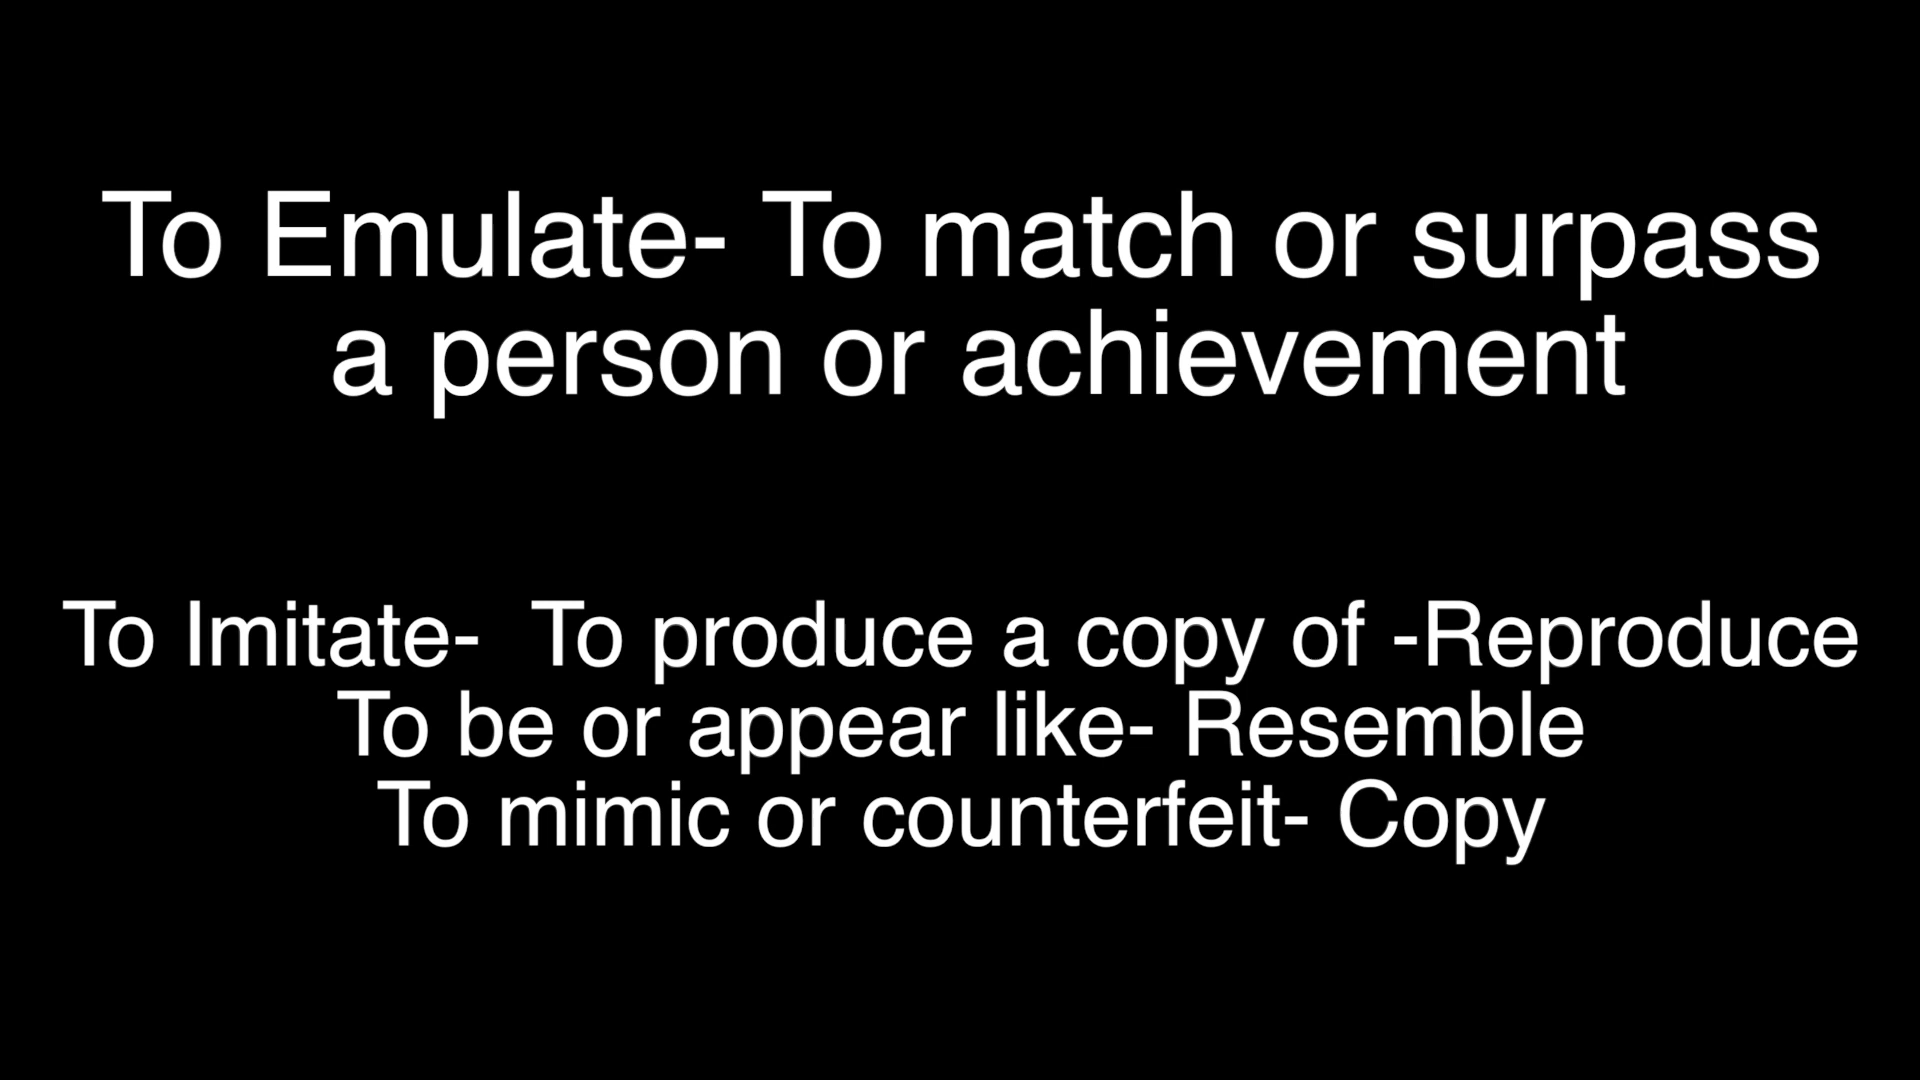 To Emulate- To match or surpass
a person or achievement
To Imitate-  To produce a copy of -Reproduce
To be or appear like- Resemble
To mimic or counterfeit- Copy